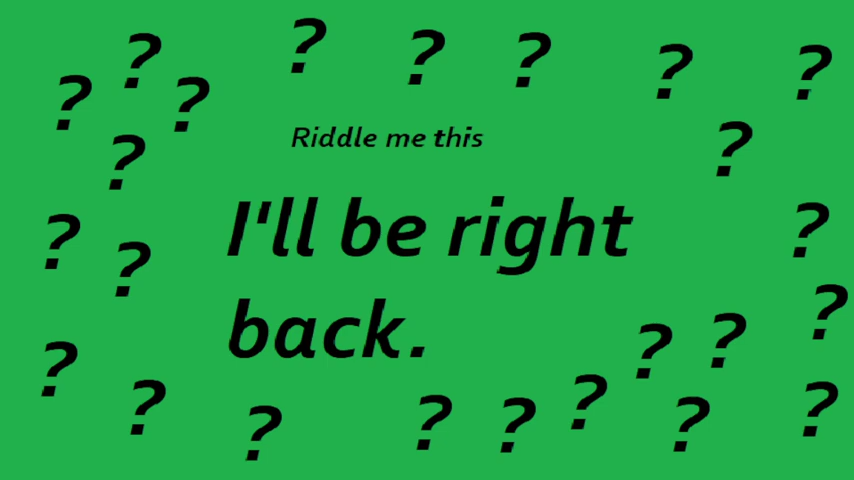 ? ? ? ? ? ?
? ? ?
Riddle me this
? ?
I'll be right
? ? ?
back.
? ? ? ?
? ? ? ? ? ? ?